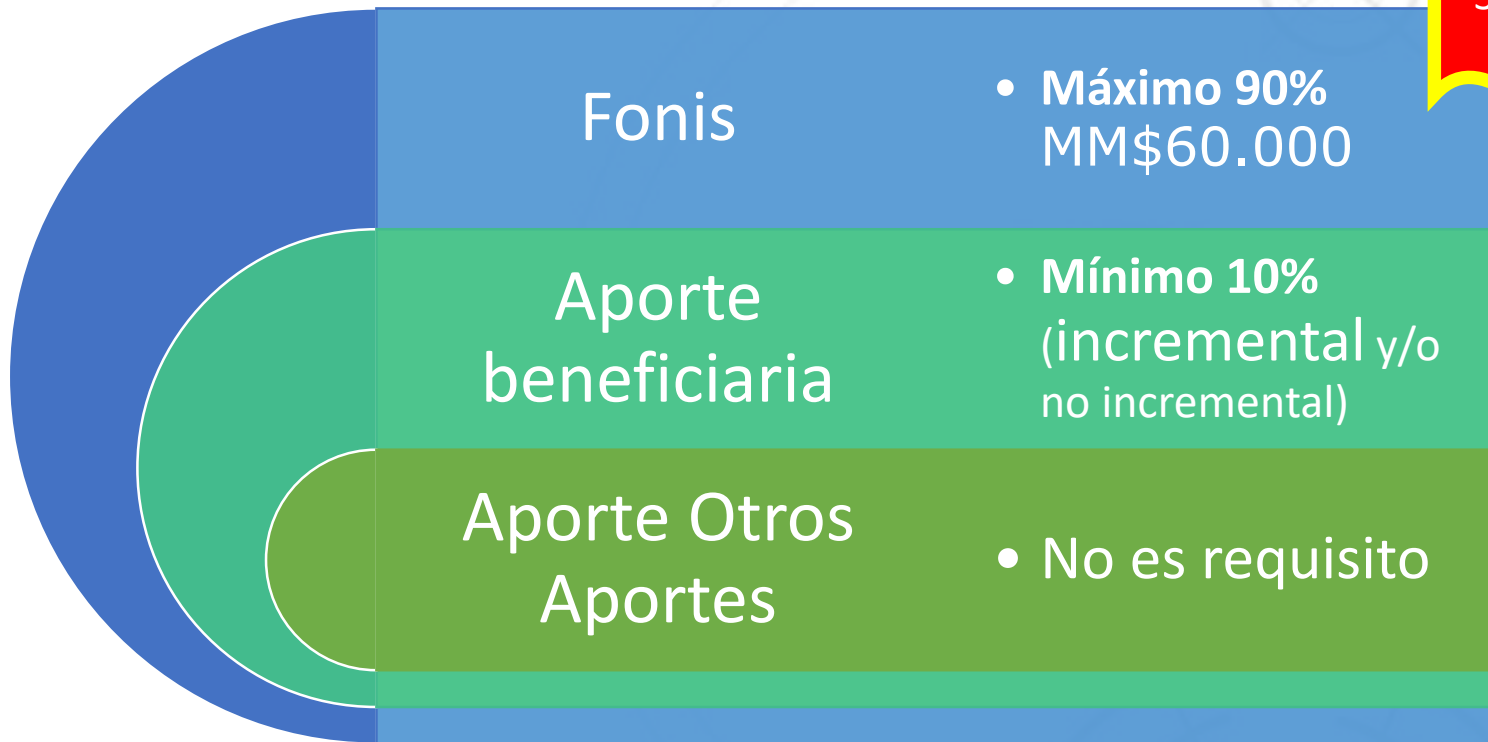 Fonis
• Máximo 90%
MM$60.000
Aporte
beneficiaria
• Mínimo 10%
(incremental y/o
no incremental)
Aporte Otros
Aportes
• No es requisito